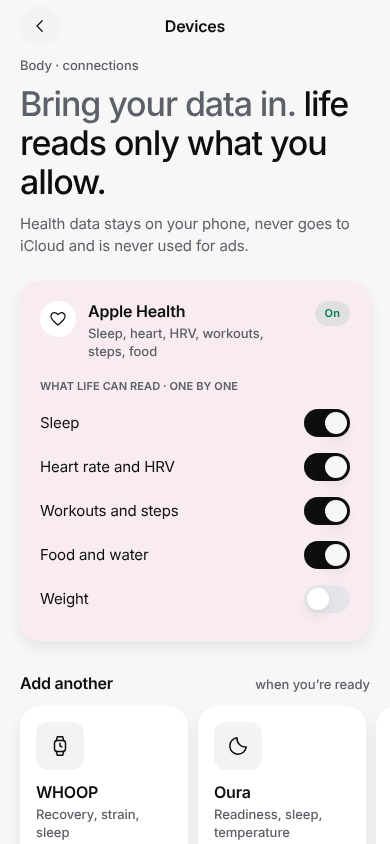 Devices
Body · connections
Bring your data in. life
reads only what you
allow.
Health data stays on your phone, never goes to
iCloud and is never used for ads.
Apple Health
On
Sleep, heart, HRV, workouts,
steps, food
WHAT LIFE CAN READ · ONE BY ONE
Sleep
Heart rate and HRV
Workouts and steps
Food and water
Weight
Add another
when you’re ready
WHOOP
Recovery, strain,
sleep
Oura
Readiness, sleep,
temperature